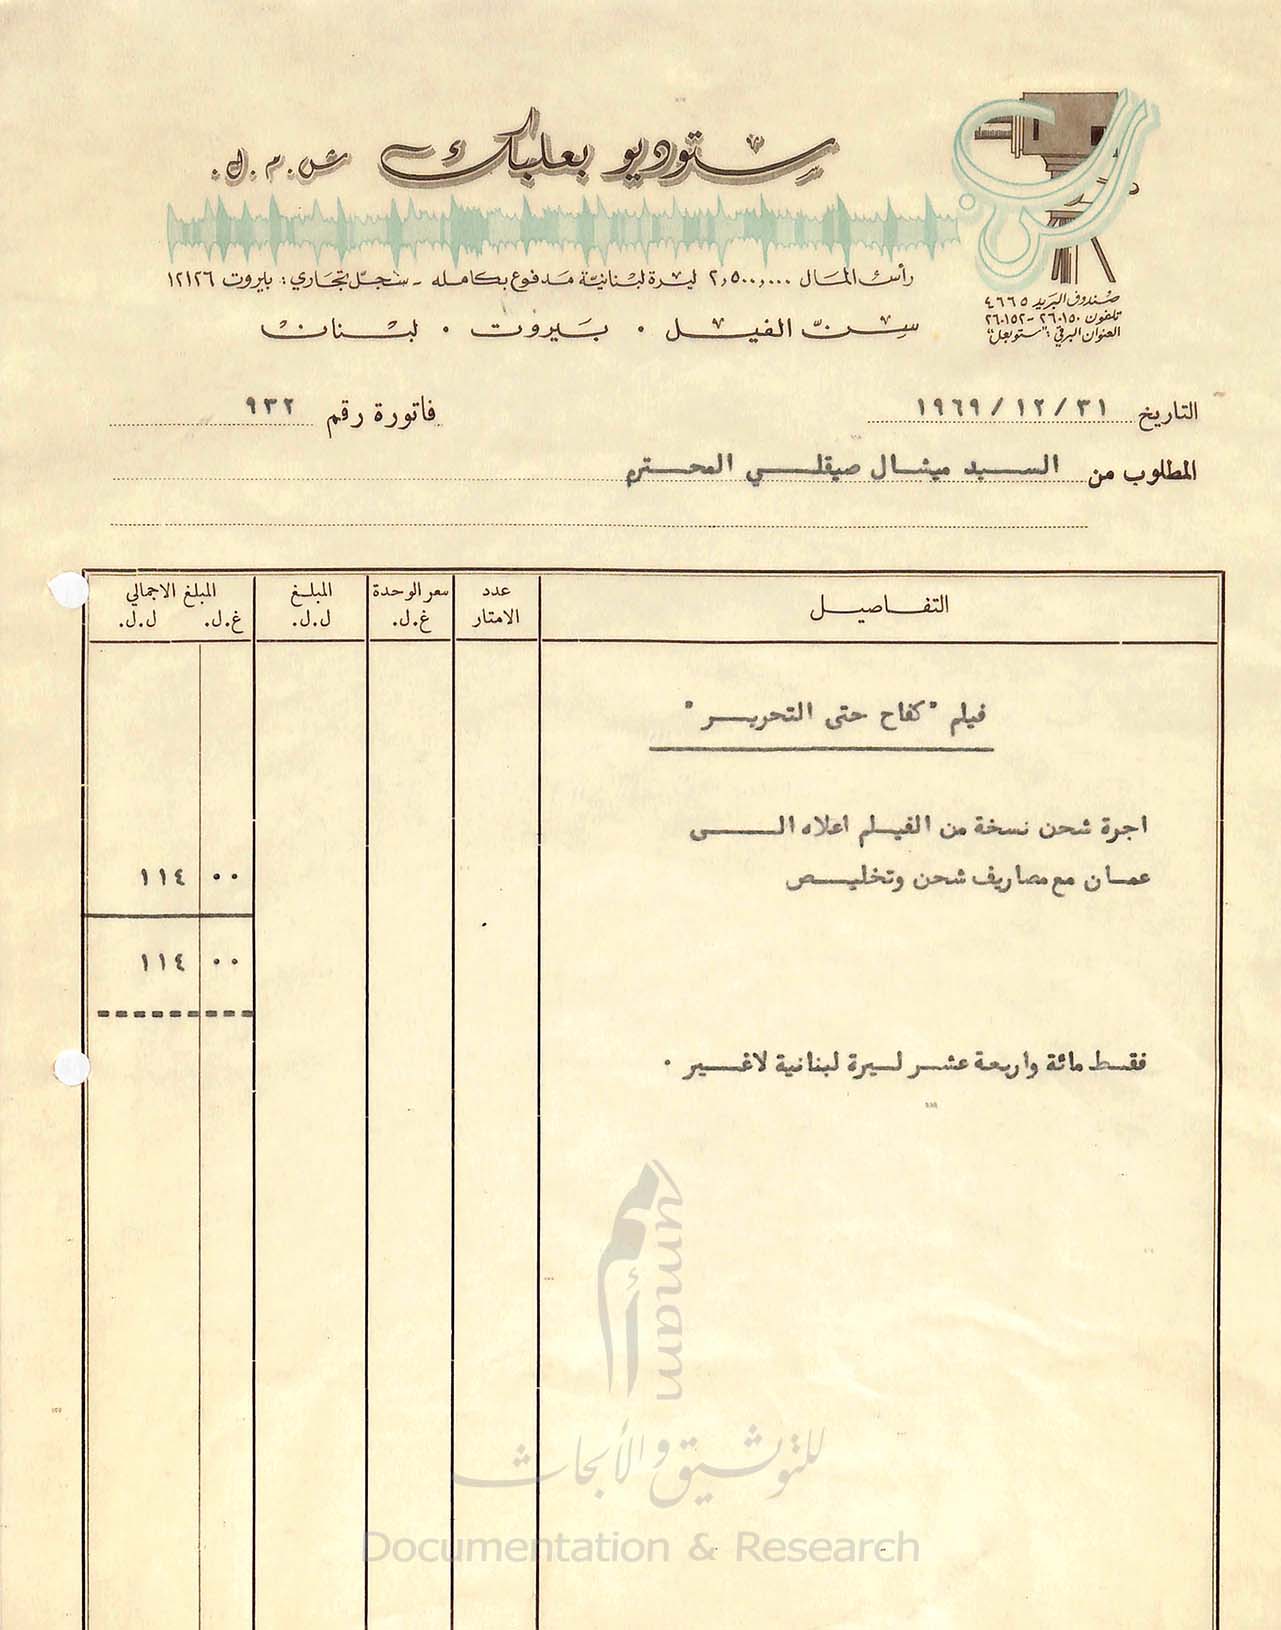 ستوديو بعلبك ش.م.ل.
رأس المال ٢,٥٠٠,٠٠٠ ليرة لبنانية مدفوع بكامله - سجل تجاري: بيروت ١٢١٢٦
سن الفيل . بيروت . لبنان
صندوق البريد ٤٦٦٥
تلفون ٢٦٠١٥٠ - ٢٦٠١٥٢
العنوان البرقي: "ستوبعل"
التاريخ ٣١/١٢/١٩٦٩ فاتورة رقم ٩٣٢
المطلوب من السيد ميشال صيقلي المحترم
التفاصيل عدد الامتار سعر الوحدة غ.ل. المبلغ ل.ل. المبلغ الاجمالي غ.ل. ل.ل.
فيلم "كفاح حتى التحرير"
اجرة شحن نسخة من الفيلم اعلاه الى
عمان مع مصاريف شحن وتخليص ٠٠ ١١٤
٠٠ ١١٤
فقط مائة واربعة عشر ليرة لبنانية لاغير .
أمم
umam
للتوثيق والأبحاث
Documentation & Research